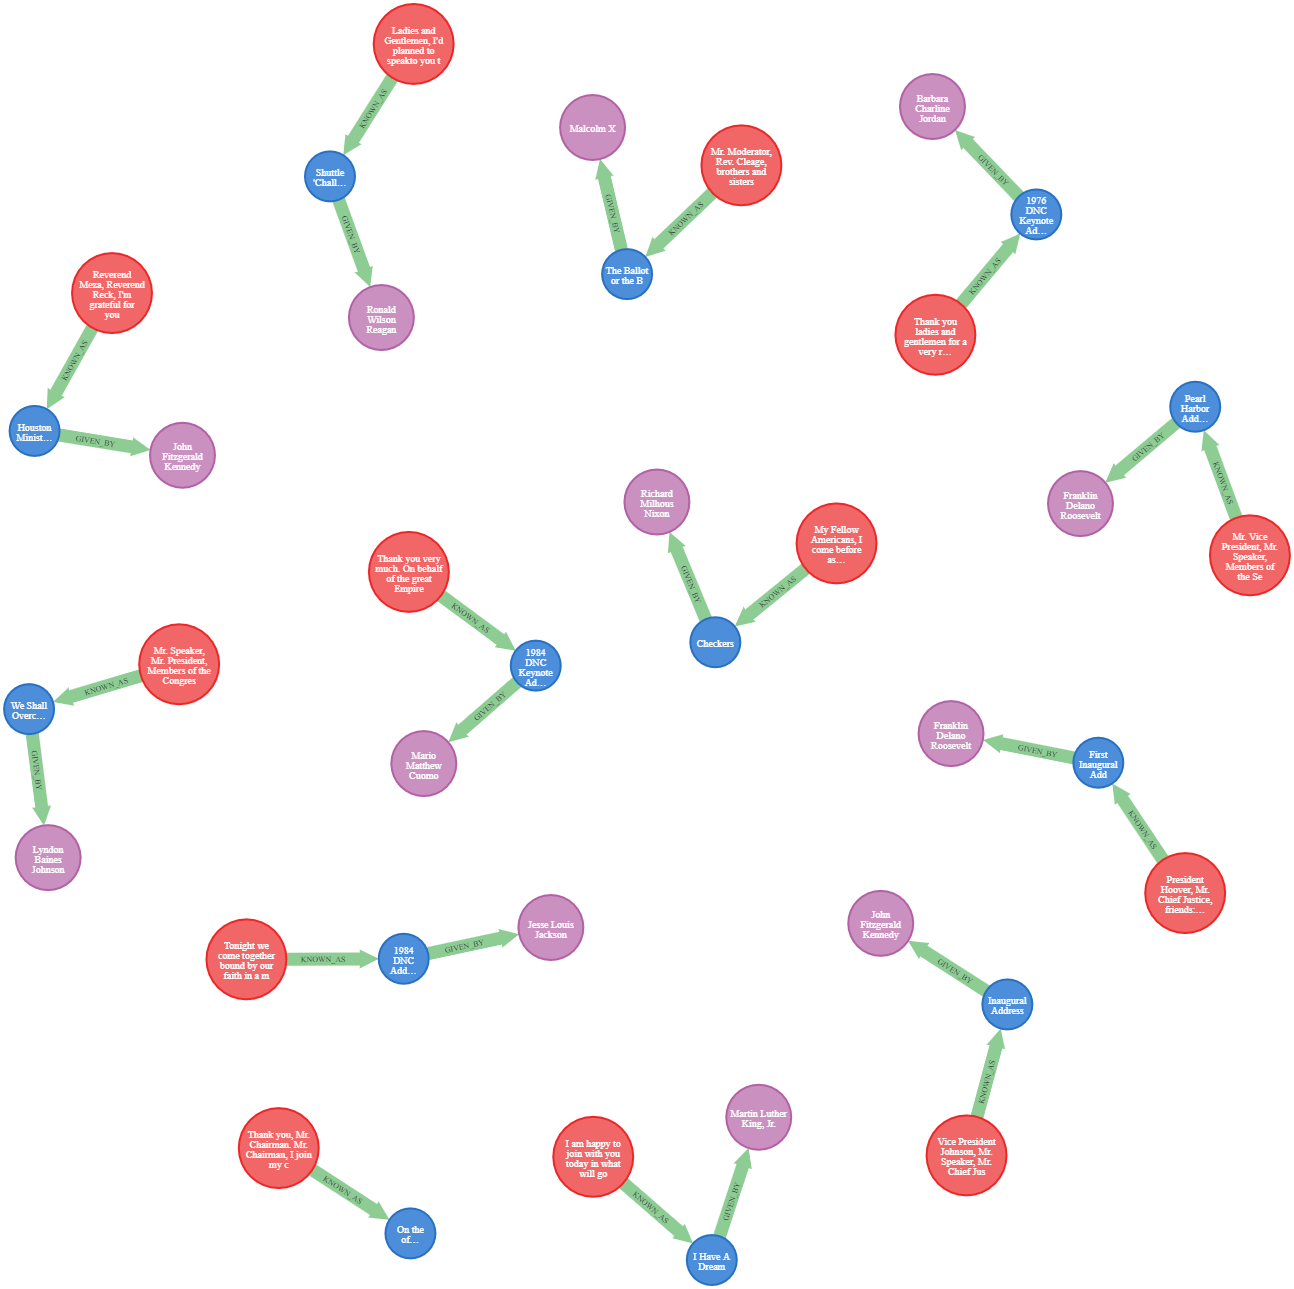 Ladies and
Gentlemen, I'd
planned to
speakto you t
KNOWN_AS
Shuttle
'Chall...
GIVEN_BY
Ronald
Wilson
Reagan
Malcolm X
GIVEN_BY
Mr. Moderator,
Rev. Cleage,
brothers and
sisters
KNOWN_AS
The Ballot
or the B
Barbara
Charline
Jordan
GIVEN_BY
1976
DNC
Keynote
Ad...
KNOWN_AS
Thank you
ladies and
gentlemen for a
very r...
Reverend
Meza, Reverend
Reck, I'm
grateful for
you
KNOWN_AS
Houston
Minist...
GIVEN_BY
John
Fitzgerald
Kennedy
Pearl
Harbor
Add...
GIVEN_BY
Franklin
Delano
Roosevelt
KNOWN_AS
Mr. Vice
President, Mr.
Speaker,
Members of
the Se
Richard
Milhous
Nixon
GIVEN_BY
My Fellow
Americans, I
come before
as...
KNOWN_AS
Checkers
Thank you very
much. On behalf
of the great
Empire
KNOWN_AS
1984
DNC
Keynote
Ad...
GIVEN_BY
Mario
Matthew
Cuomo
Mr. Speaker,
Mr. President,
Members of the
Congres
KNOWN_AS
We Shall
Overc...
GIVEN_BY
Lyndon
Baines
Johnson
Franklin
Delano
Roosevelt
GIVEN_BY
First
Inaugural
Add
KNOWN_AS
President
Hoover, Mr.
Chief Justice,
friends:...
Tonight we
come together
bound by our
faith in a m
KNOWN_AS
1984
DNC
Add...
GIVEN_BY
Jesse Louis
Jackson
John
Fitzgerald
Kennedy
GIVEN_BY
Inaugural
Address
KNOWN_AS
Vice President
Johnson, Mr.
Speaker, Mr.
Chief Jus
Thank you, Mr.
Chairman. Mr.
Chairman, I join
my c
KNOWN_AS
On the
of...
I am happy to
join with you
today in what
will go
KNOWN_AS
I Have A
Dream
GIVEN_BY
Martin Luther
King, Jr.